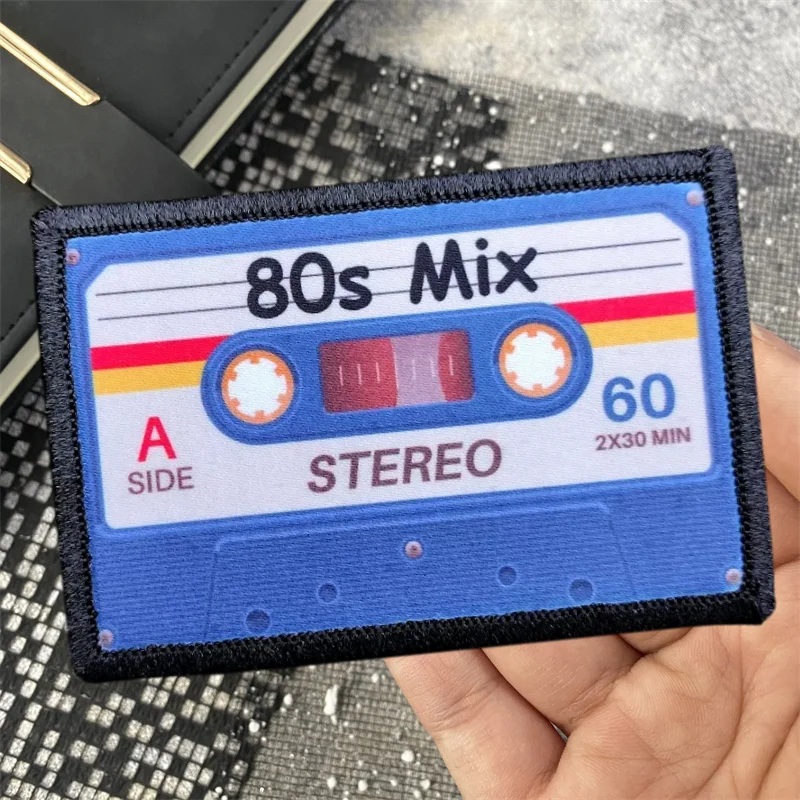 80s Mix
A
SIDE
STEREO
60
2X30 MIN